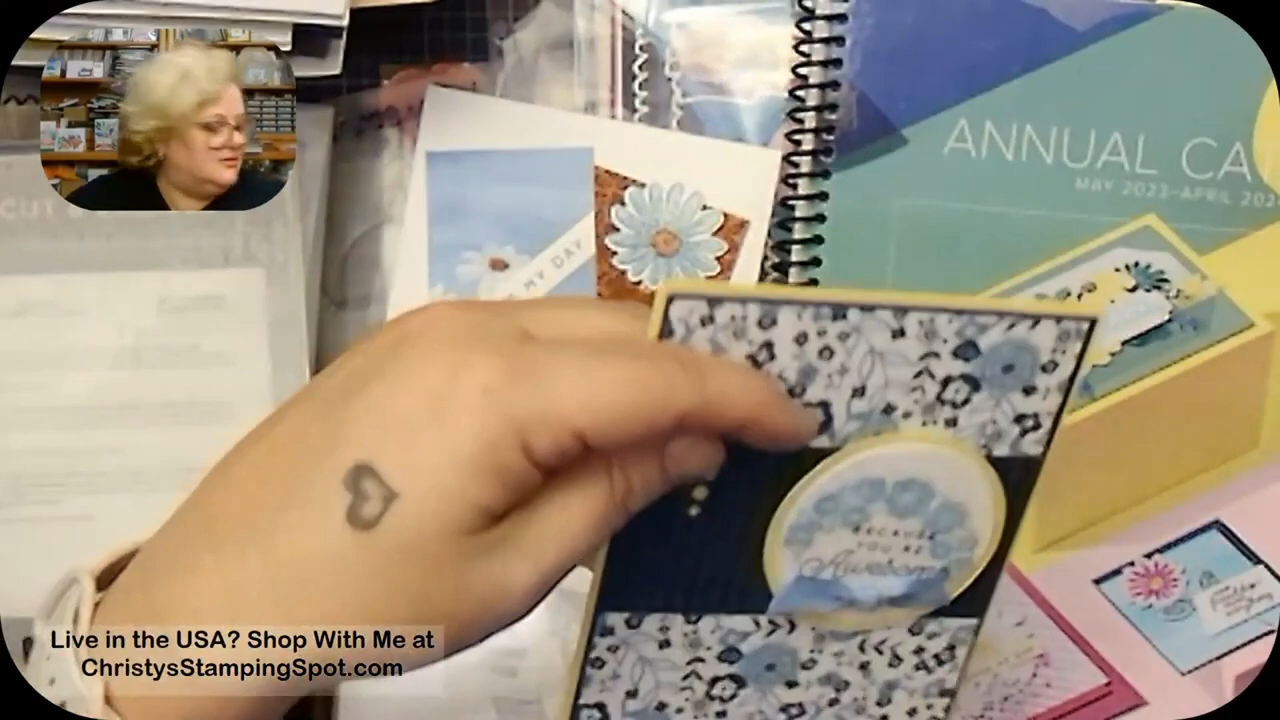 CUT &
MY DAY
ANNUAL CA
MAY 2023–APRIL 202
BECAUSE
YOU'RE
Awesome
Live in the USA? Shop With Me at
ChristysStampingSpot.com